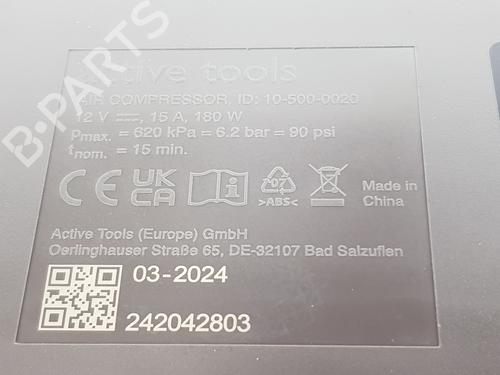 B-PARTS
Active tools
AIR COMPRESSOR, ID: 10-500-0020
12 V ⎓, 15 A, 180 W
Pmax. = 620 kPa = 6.2 bar = 90 psi
tnom. = 15 min.
CE UK CA 07 >ABS< Made in China
Active Tools (Europe) GmbH
Oerlinghauser Straße 65, DE-32107 Bad Salzuflen
03-2024
242042803